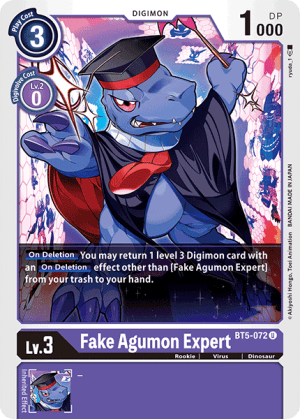 Play Cost
3
DIGIMON
DP
1000
Digivolve Cost
Lv.2
0
On Deletion You may return 1 level 3 Digimon card with
an On Deletion effect other than [Fake Agumon Expert]
from your trash to your hand.
Lv.3
Fake Agumon Expert
BT5-072 U
Rookie | Virus | Dinosaur
Inherited Effect
-
©Akiyoshi Hongo, Toei Animation BANDAI MADE IN JAPAN